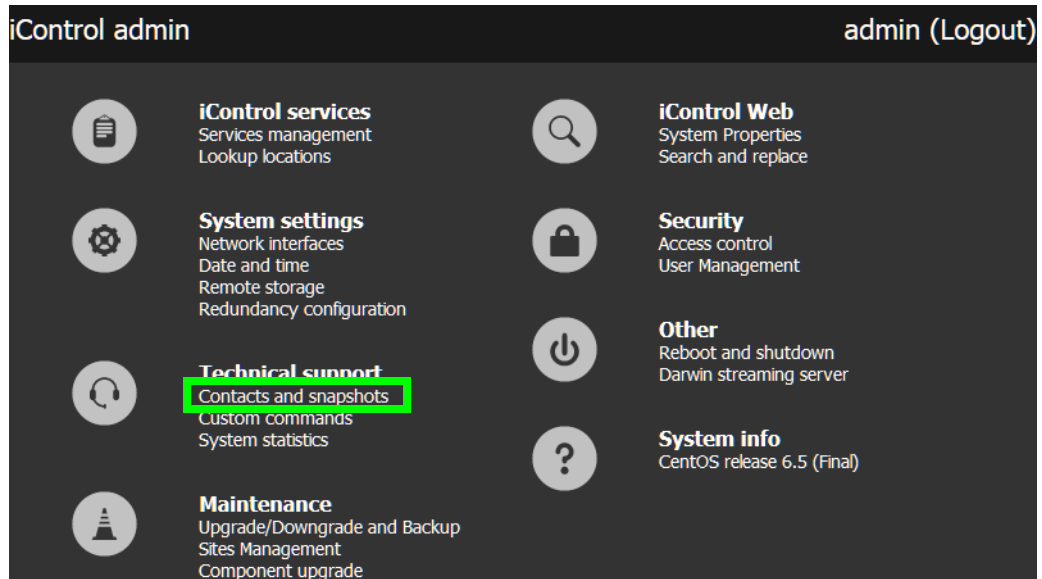 iControl admin
admin (Logout)
iControl services
Services management
Lookup locations
System settings
Network interfaces
Date and time
Remote storage
Redundancy configuration
Technical support
Contacts and snapshots
Custom commands
System statistics
Maintenance
Upgrade/Downgrade and Backup
Sites Management
Component upgrade
iControl Web
System Properties
Search and replace
Security
Access control
User Management
Other
Reboot and shutdown
Darwin streaming server
System info
CentOS release 6.5 (Final)